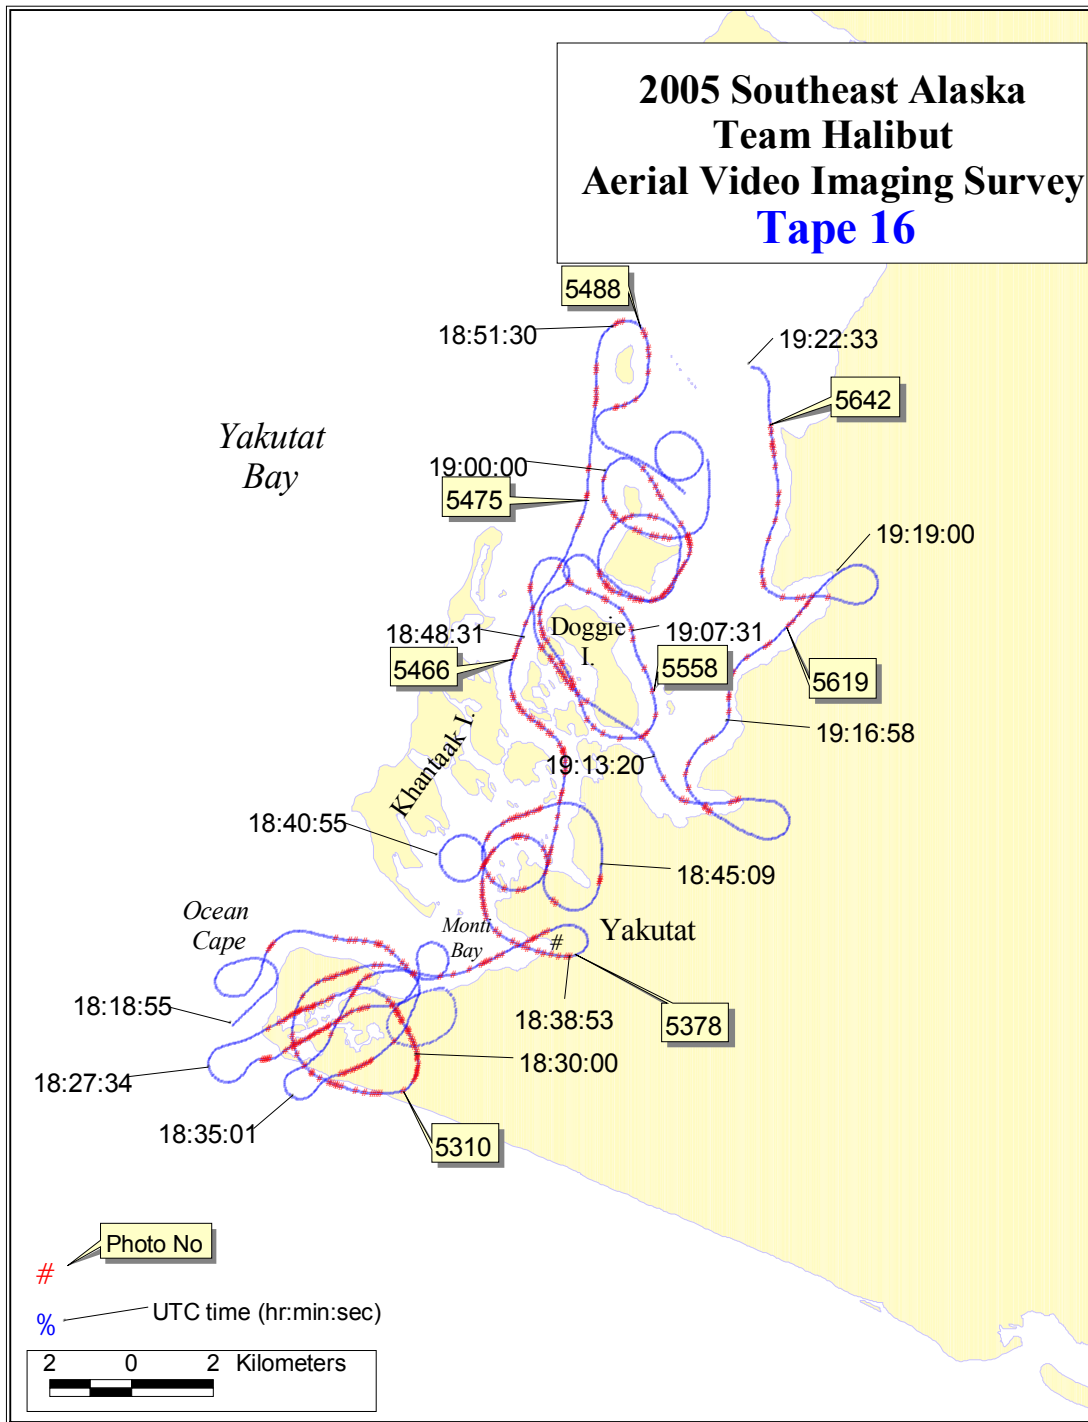 2005 Southeast Alaska
Team Halibut
Aerial Video Imaging Survey
Tape 16
5488
18:51:30
19:22:33
5642
Yakutat
Bay
19:00:00
5475
19:19:00
18:48:31
Doggie
I.
19:07:31
5466
5558
5619
Khantaak I.
19:16:58
19:13:20
18:40:55
18:45:09
Ocean
Cape
Monti
Bay
#
Yakutat
18:18:55
18:38:53
5378
18:27:34
18:30:00
18:35:01
5310
Photo No
#
UTC time (hr:min:sec)
%
2 0 2 Kilometers